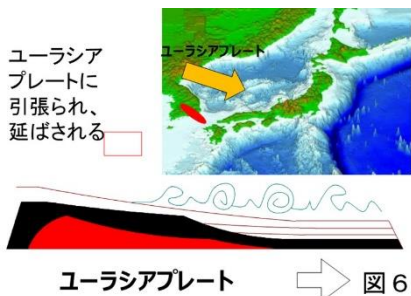 ユーラシア
プレートに
引張られ、
延ばされる
ユーラシアプレート
ユーラシアプレート
図6